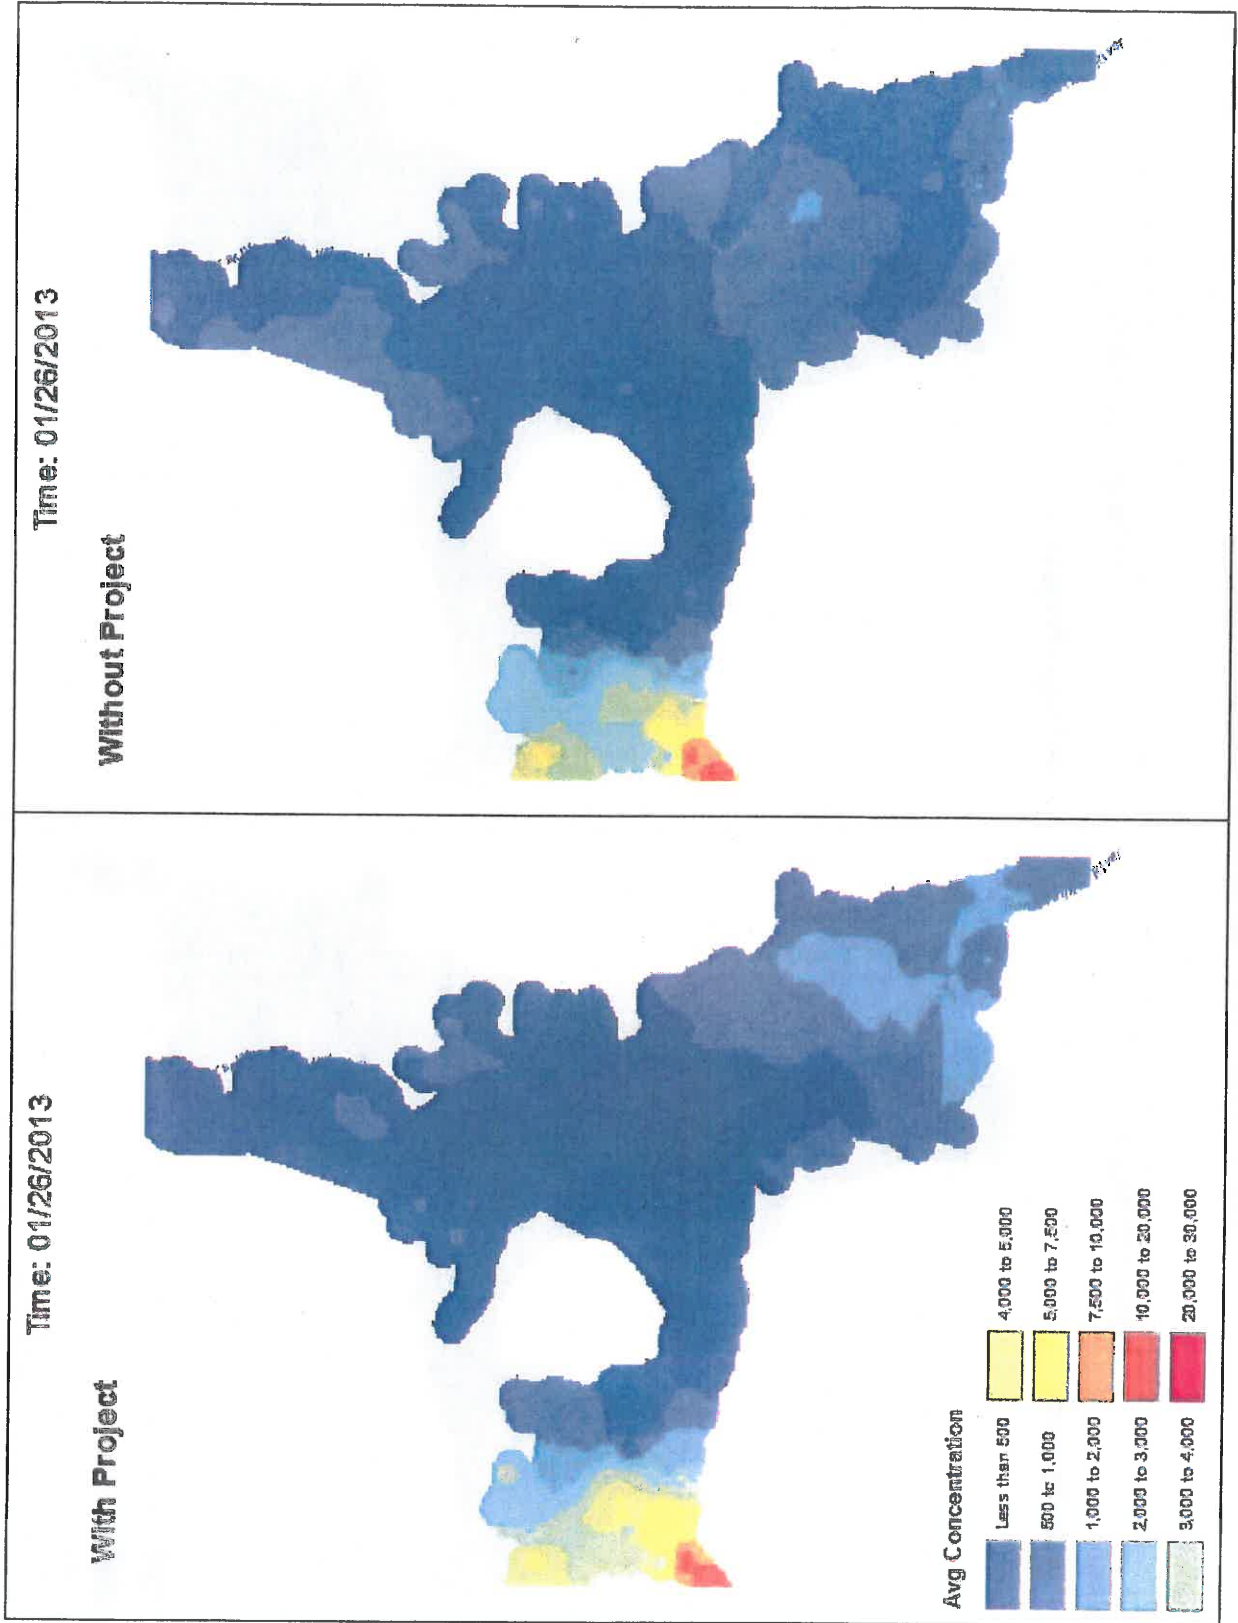 Time: 01/26/2013
With Project
River
Avg Concentration
Less than 500
500 to 1,000
1,000 to 2,000
2,000 to 3,000
3,000 to 4,000
4,000 to 5,000
5,000 to 7,500
7,500 to 10,000
10,000 to 20,000
20,000 to 30,000
Time: 01/26/2013
Without Project
River